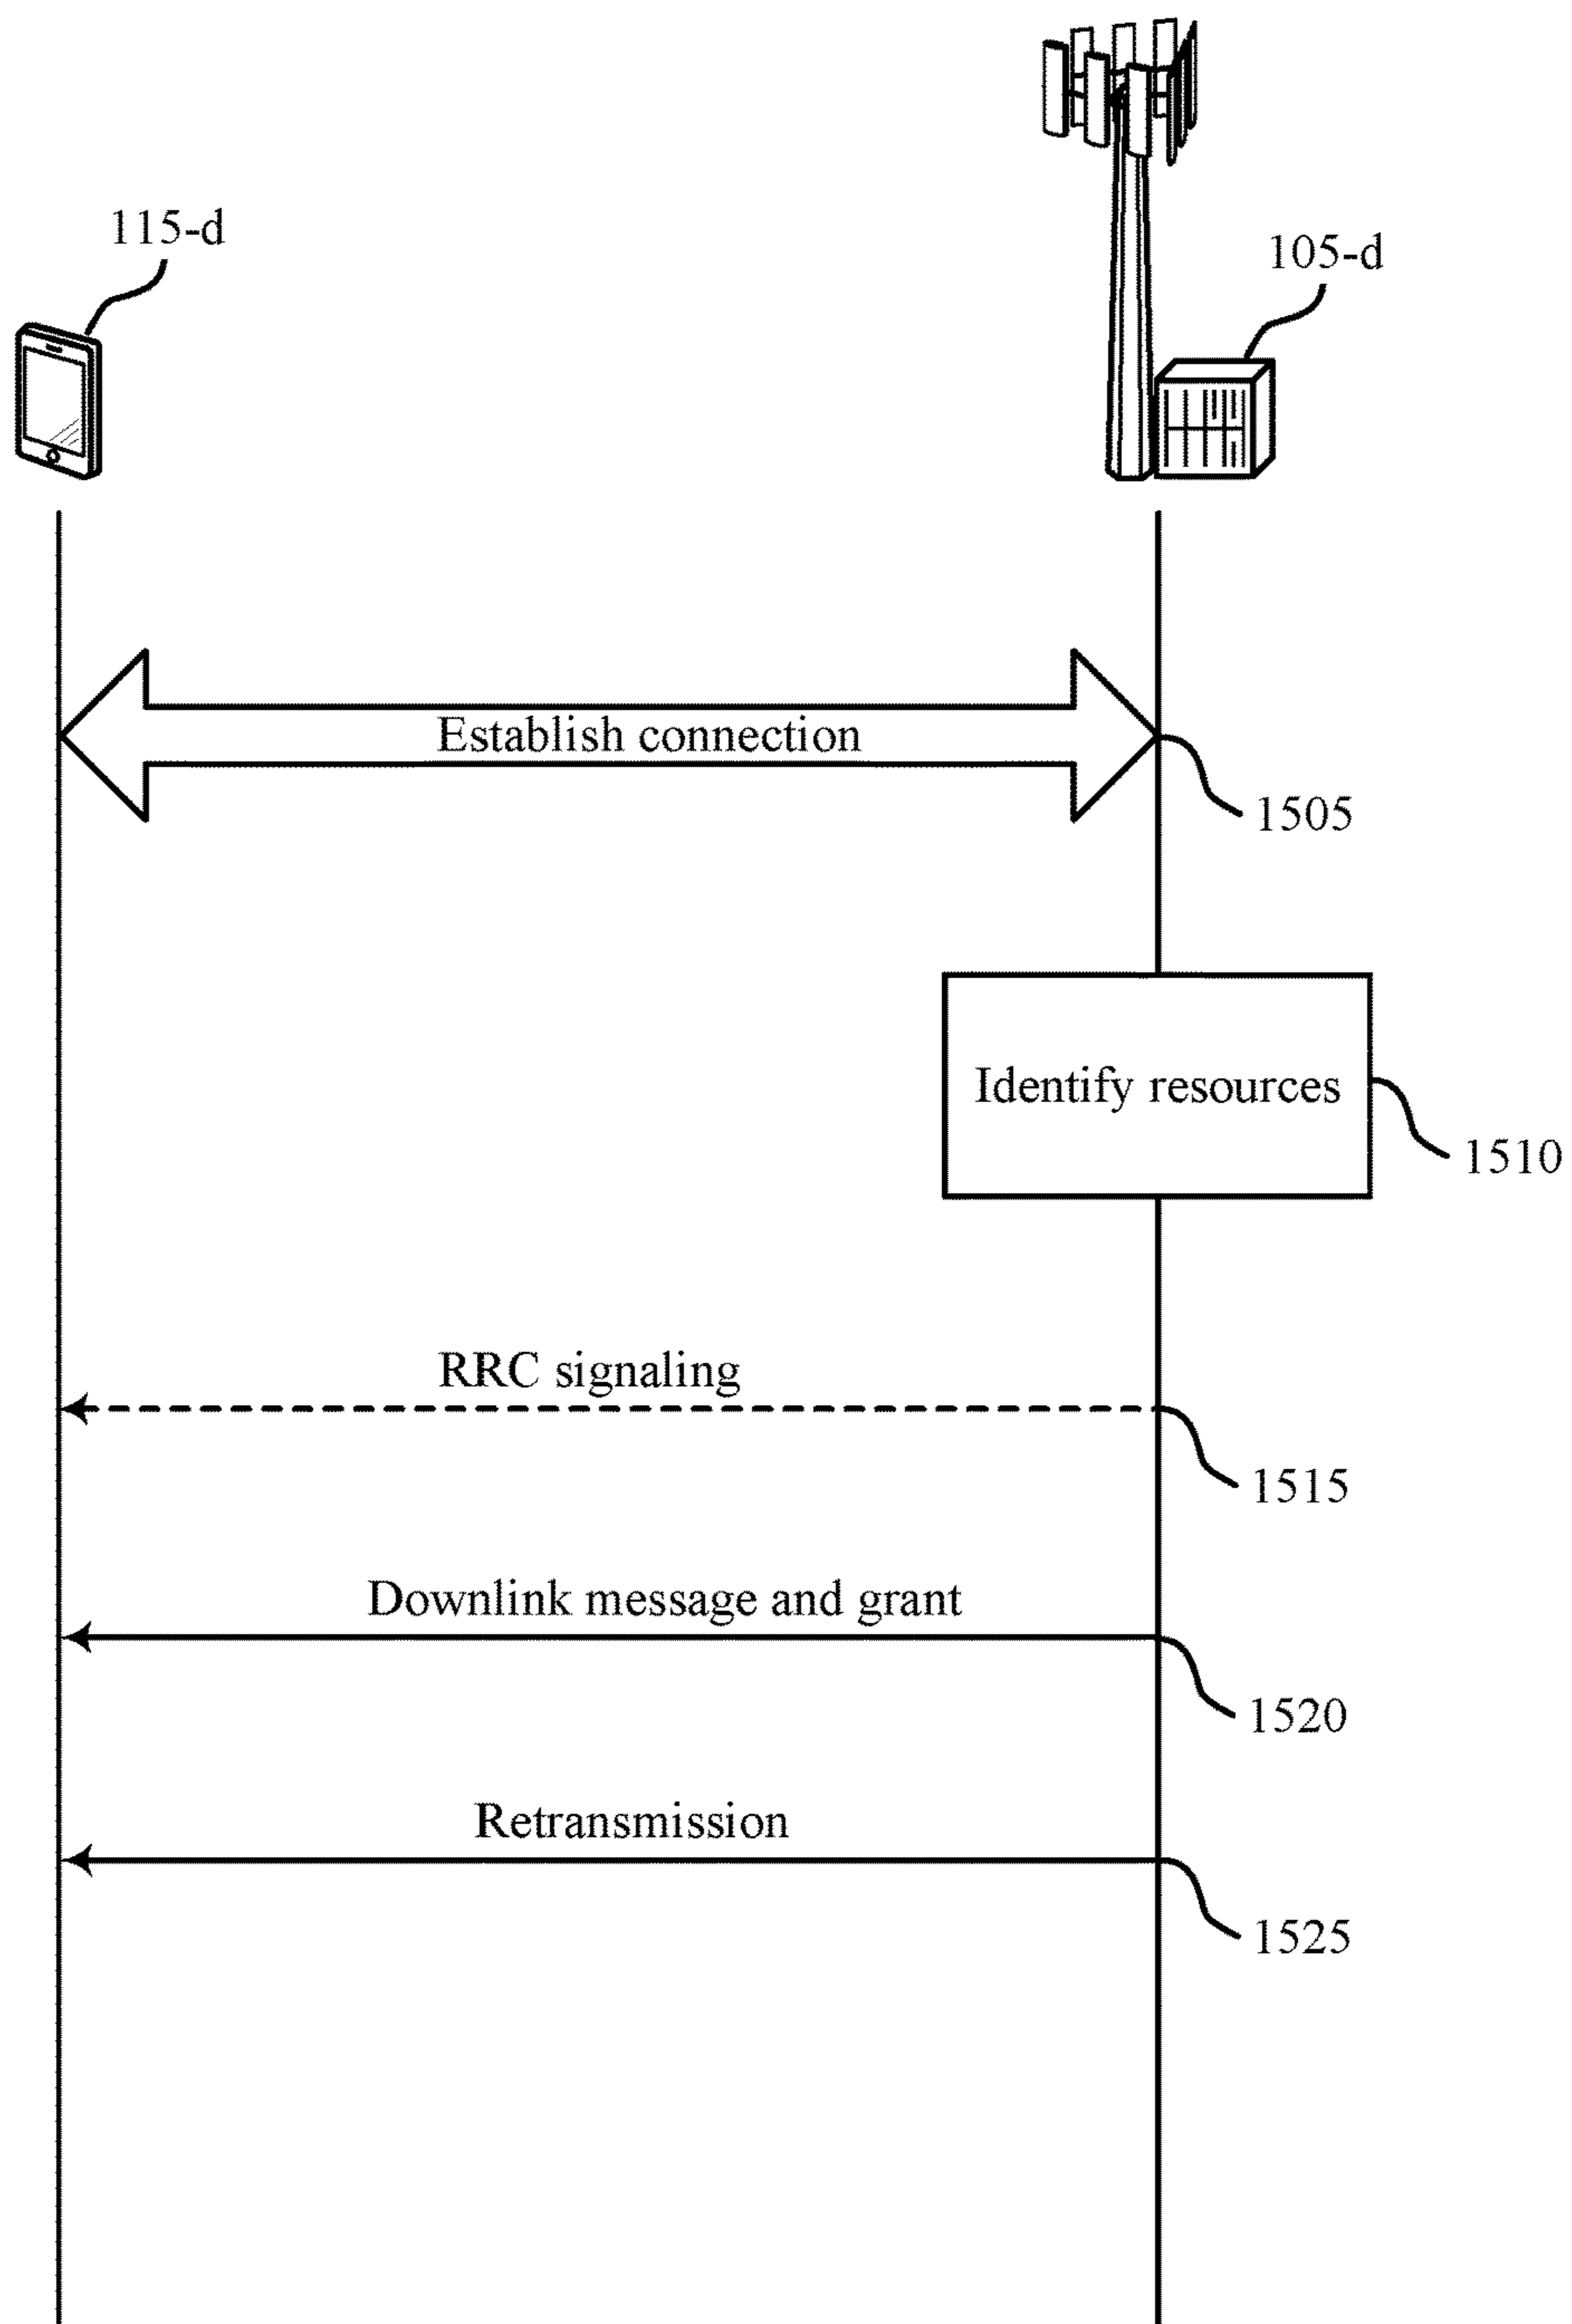 115-d
105-d
Establish connection
1505
Identify resources
1510
RRC signaling
1515
Downlink message and grant
1520
Retransmission
1525